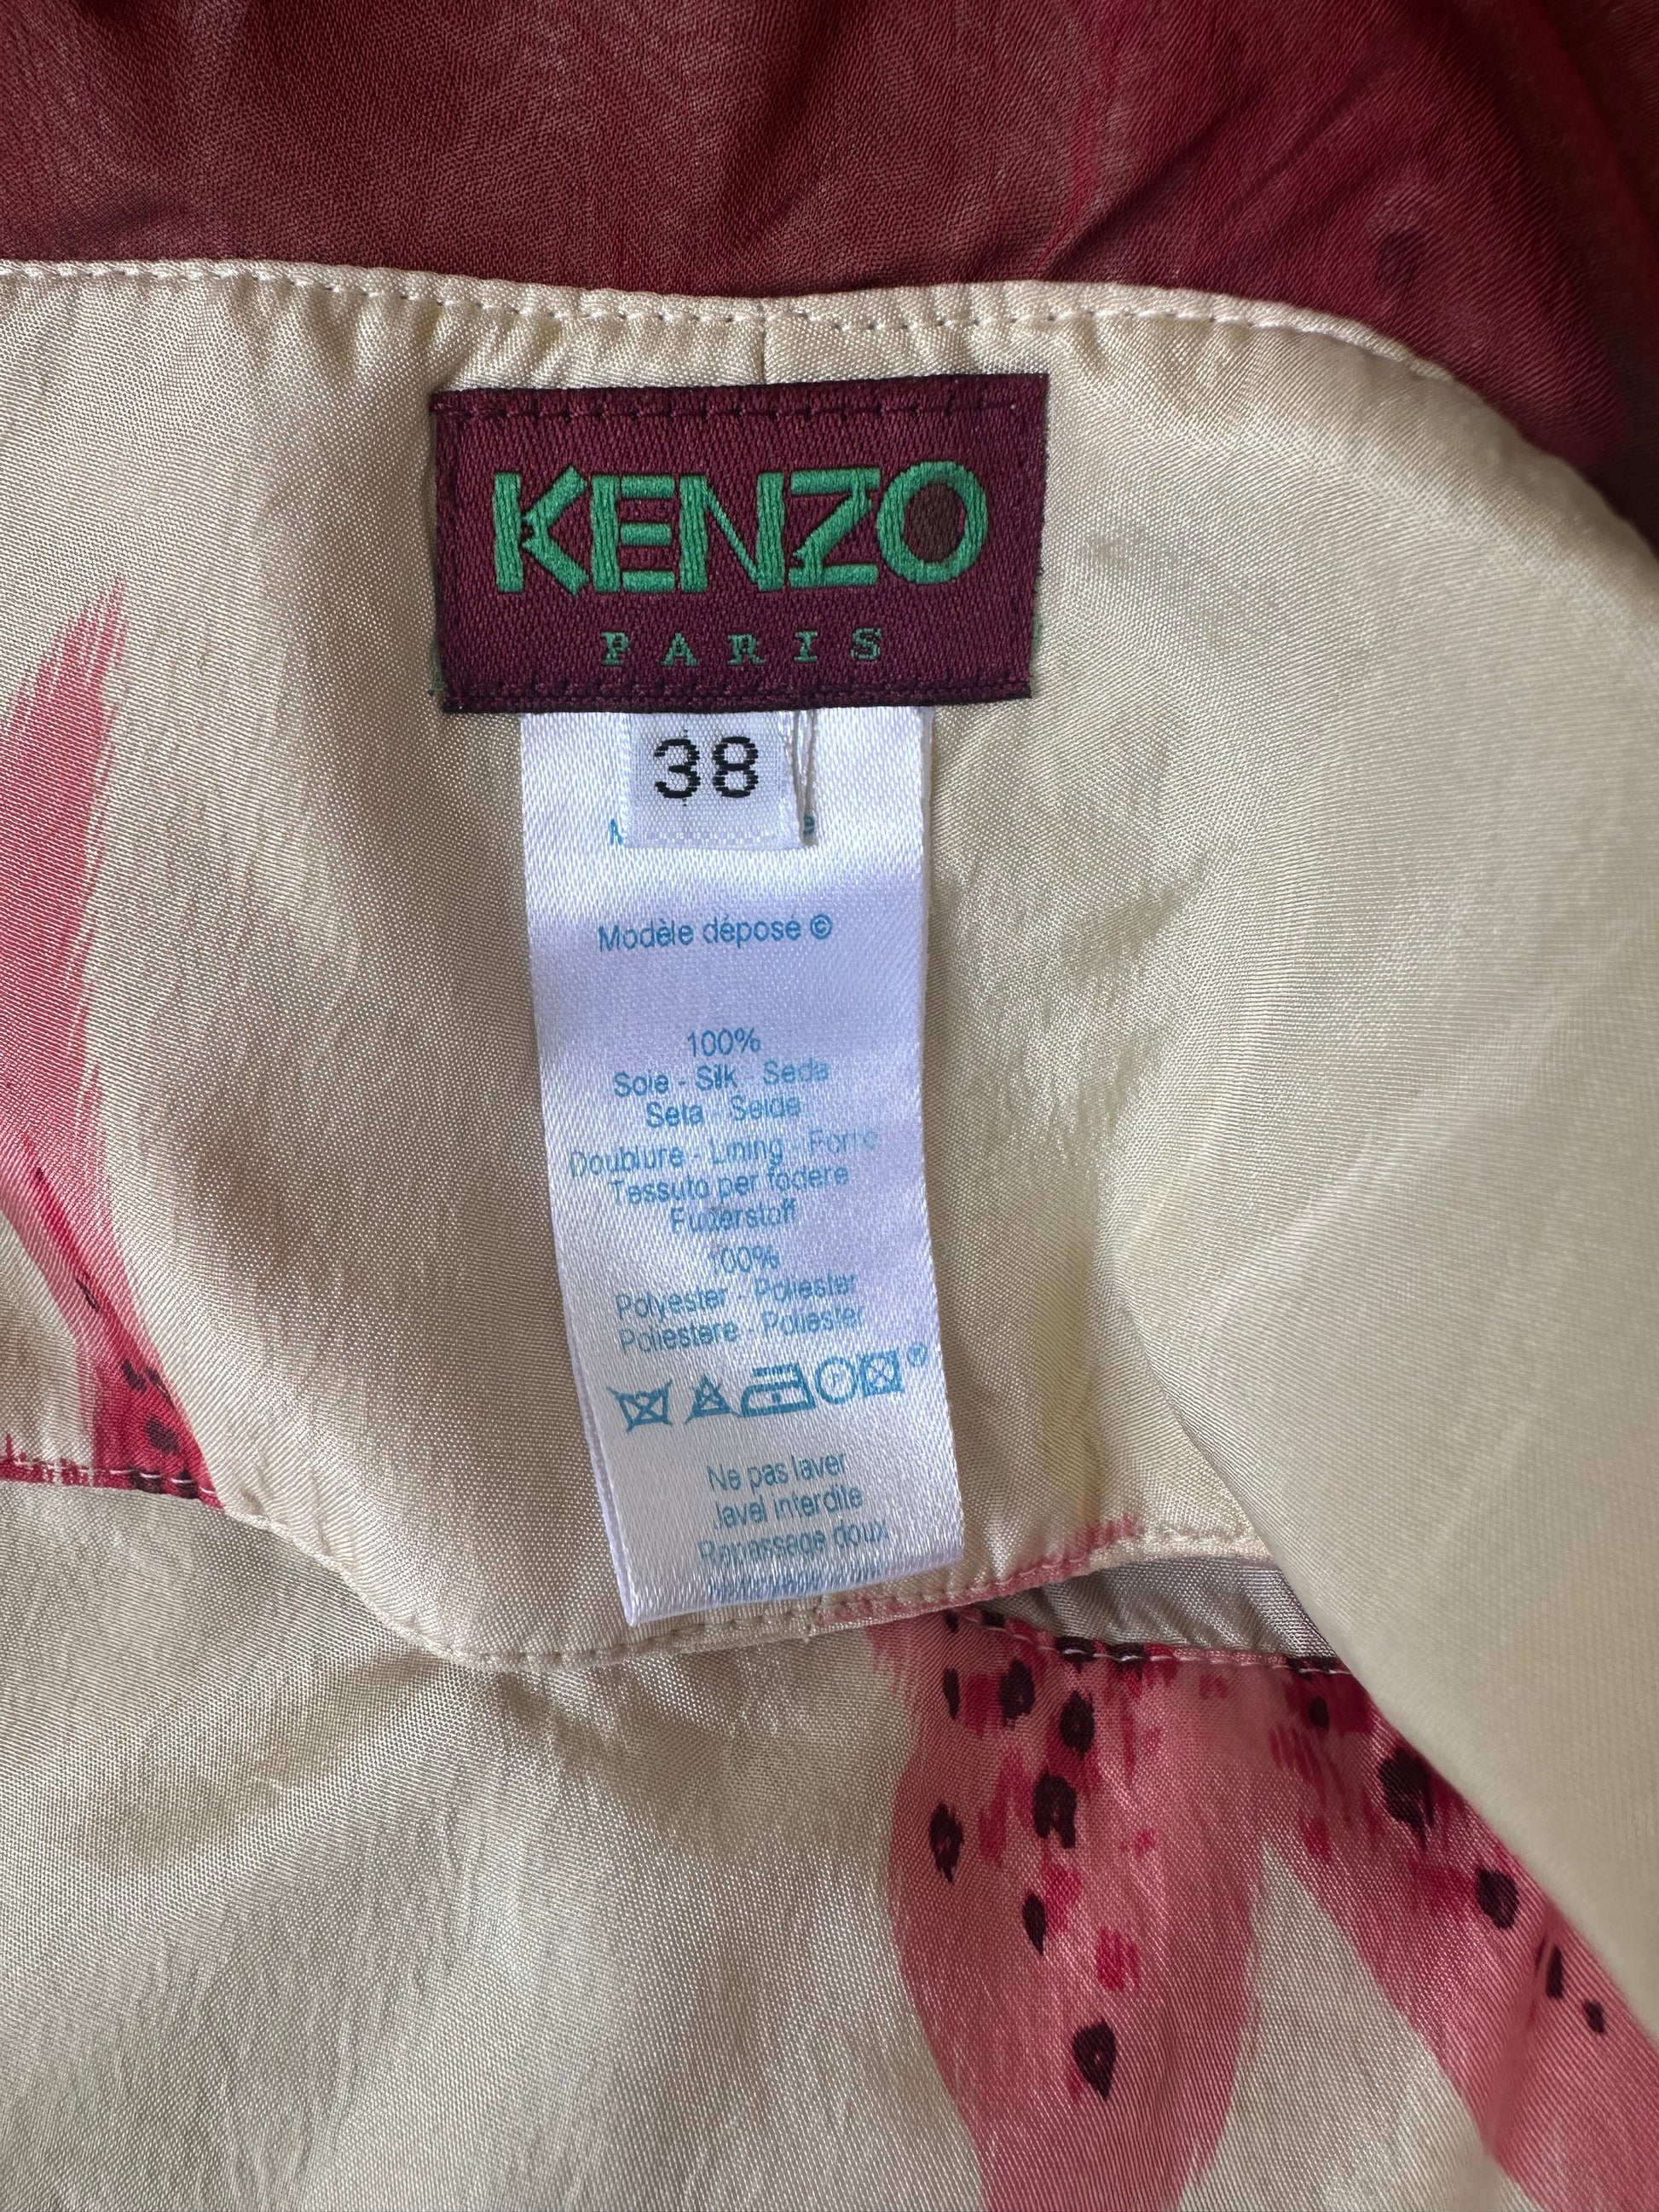 KENZO
PARIS
38
Modèle déposé ©
100%
Soie - Silk - Seda
Seta - Seide
Doublure - Lining - Forro
Tessuto per fodere
Futterstoff
100%
Polyester - Poliester
Poliestere - Poliester
P
Ne pas laver
Javel interdite
Repassage doux